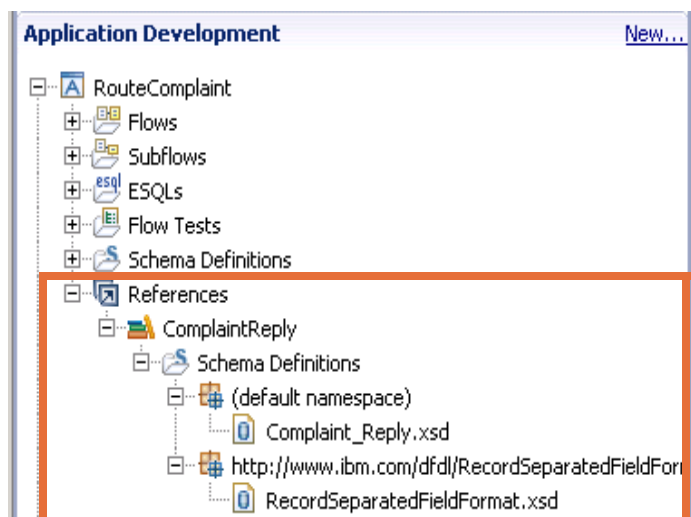 Application Development New...
RouteComplaint
Flows
Subflows
esql ESQLs
Flow Tests
Schema Definitions
References
ComplaintReply
Schema Definitions
(default namespace)
Complaint_Reply.xsd
http://www.ibm.com/dfdl/RecordSeparatedFieldFor
RecordSeparatedFieldFormat.xsd